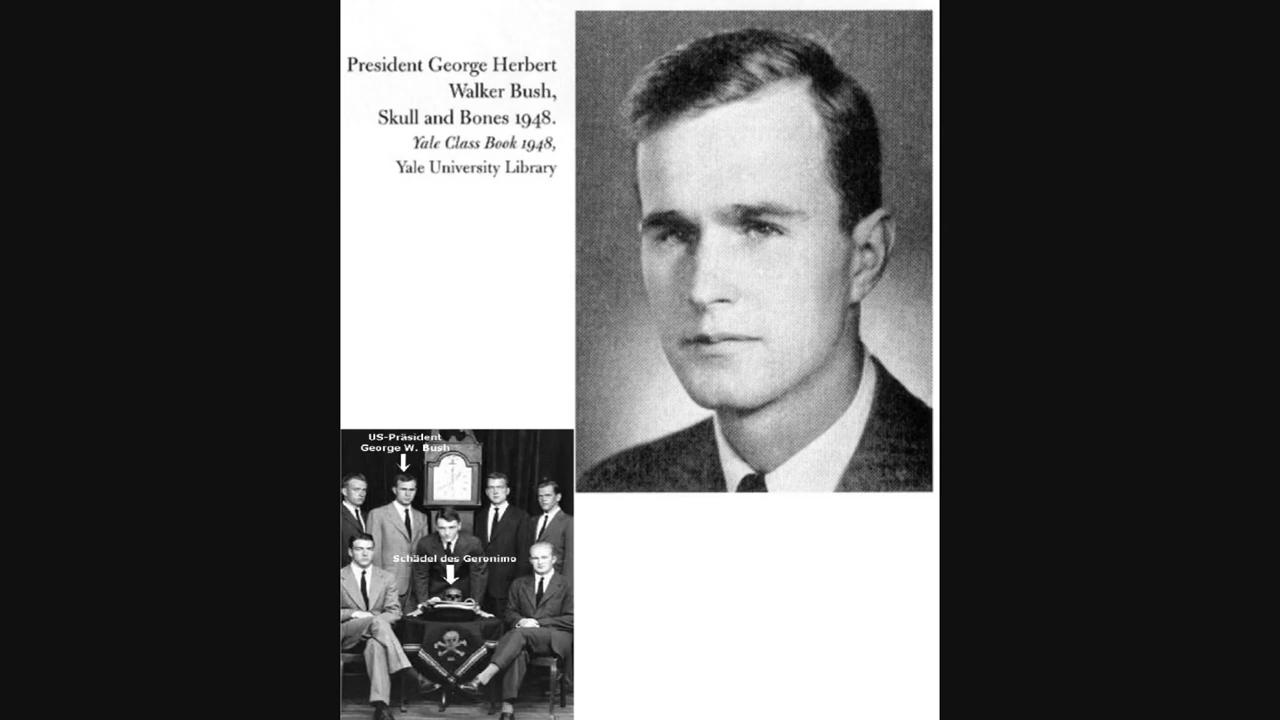 President George Herbert
Walker Bush,
Skull and Bones 1948.
Yale Class Book 1948,
Yale University Library
US-Präsident
George W. Bush
Schädel des Geronimo